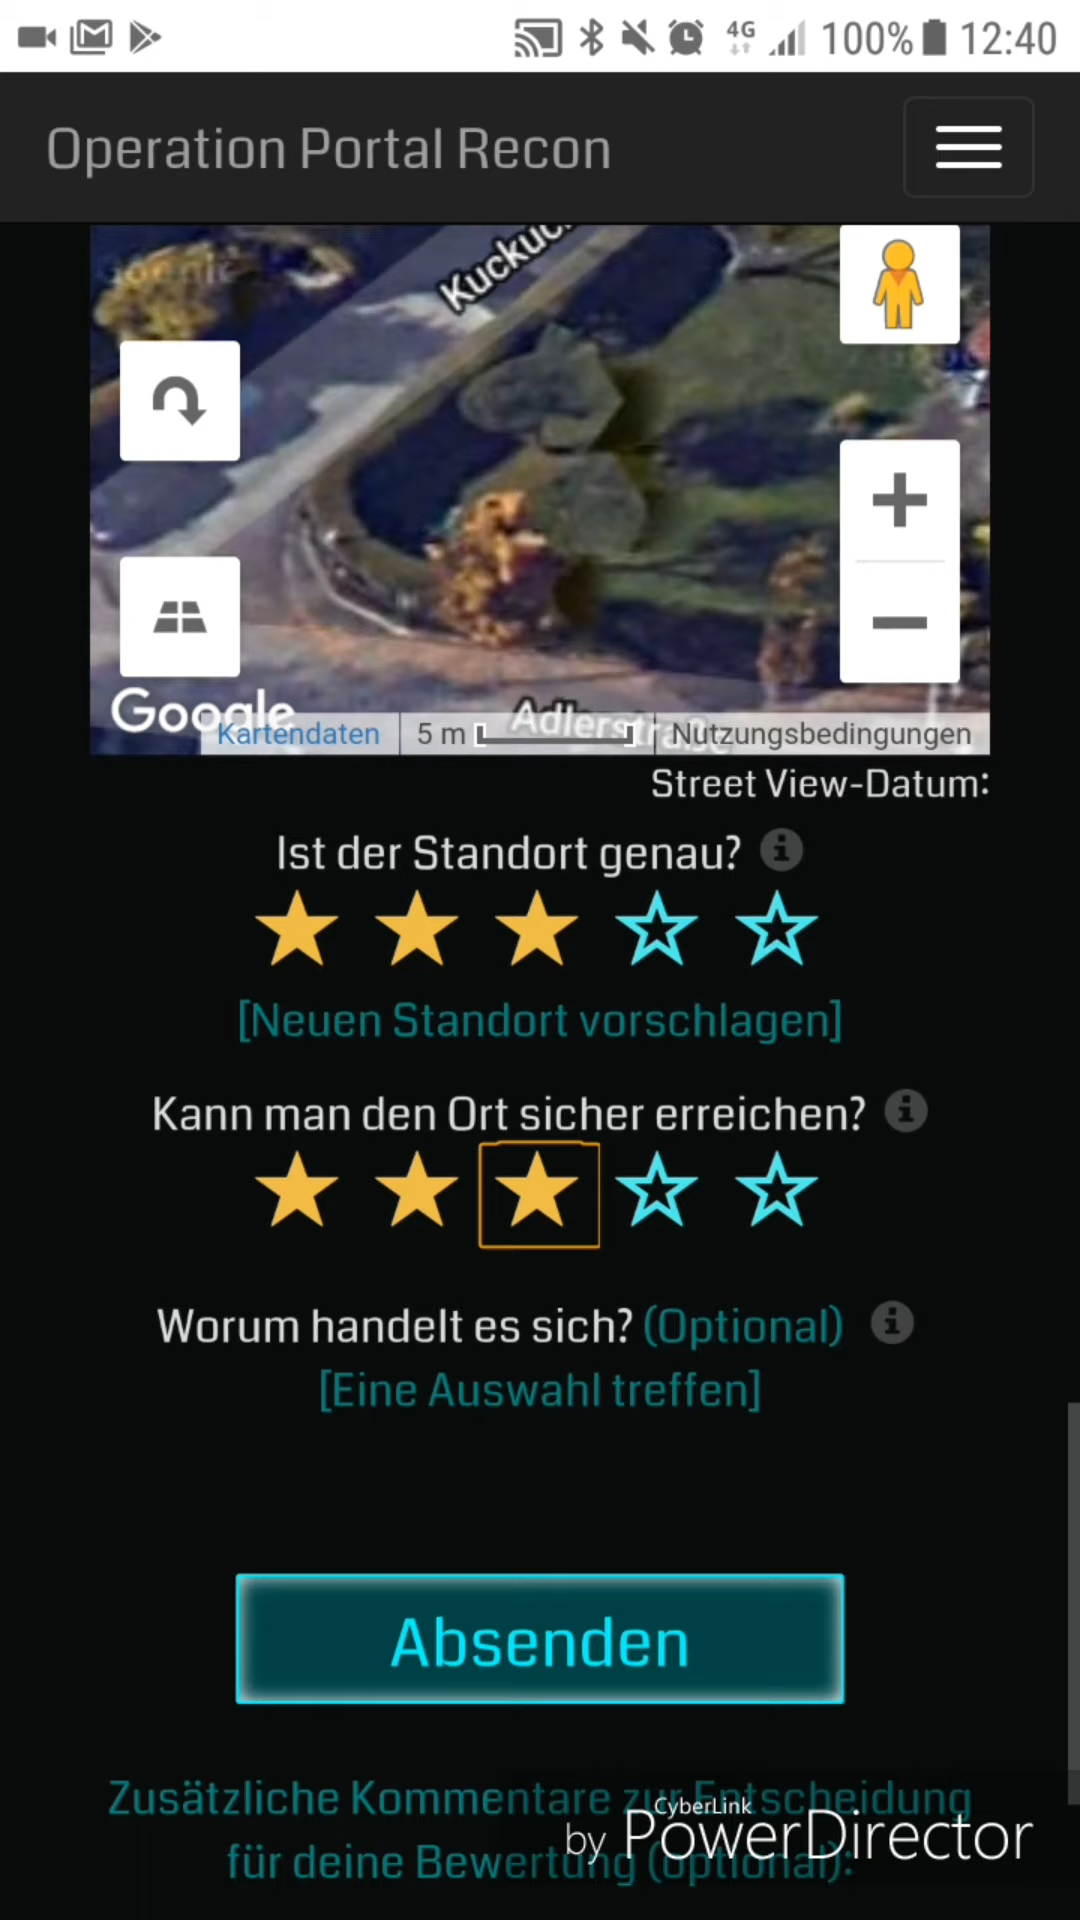 4G 100% 12:40
Operation Portal Recon
Kuckuc
Google
Adlerstraße
Kartendaten 5 m Nutzungsbedingungen
Street View-Datum:
Ist der Standort genau?
[Neuen Standort vorschlagen]
Kann man den Ort sicher erreichen?
Worum handelt es sich? (Optional)
[Eine Auswahl treffen]
Absenden
Zusätzliche Kommentare zur Entscheidung
für deine Bewertung (optional):
by CyberLink PowerDirector